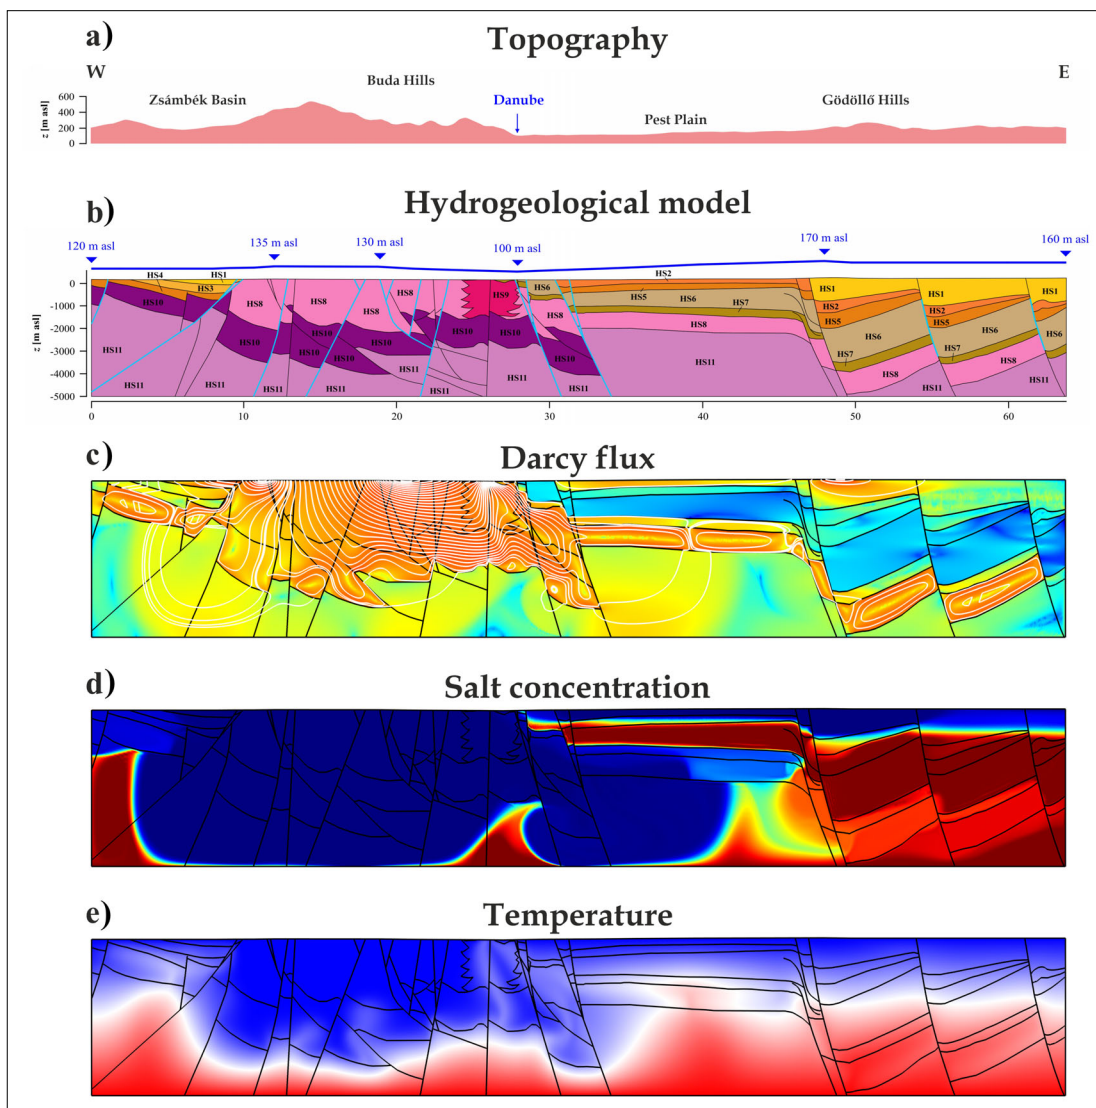 a)
Topography
W
E
Buda Hills
Zsámbék Basin
Danube
Gödöllő Hills
Pest Plain
z [m asl]
600
400
200
0
b)
Hydrogeological model
120 m asl
135 m asl
130 m asl
100 m asl
170 m asl
160 m asl
z [m asl]
0
-1000
-2000
-3000
-4000
-5000
HS4
HS1
HS2
HS3
HS10
HS8
HS8
HS8
HS8
HS9
HS6
HS5
HS6
HS7
HS1
HS1
HS1
HS2
HS2
HS5
HS5
HS8
HS8
HS10
HS10
HS10
HS10
HS10
HS10
HS10
HS6
HS6
HS6
HS7
HS7
HS8
HS8
HS11
HS11
HS11
HS11
HS11
HS11
HS11
HS11
HS11
HS11
HS11
0
10
20
30
40
50
60
c)
Darcy flux
d)
Salt concentration
e)
Temperature